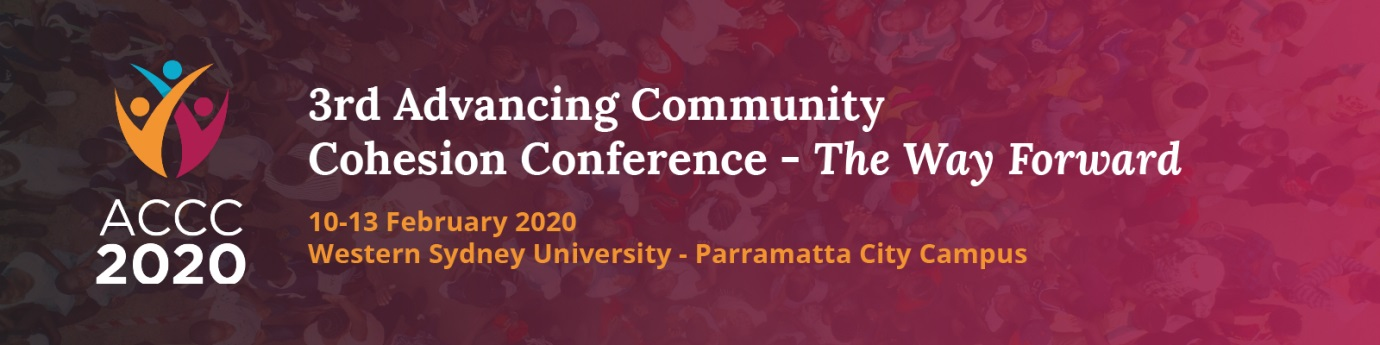 3rd Advancing Community
Cohesion Conference - The Way Forward
ACCC
2020
10-13 February 2020
Western Sydney University - Parramatta City Campus